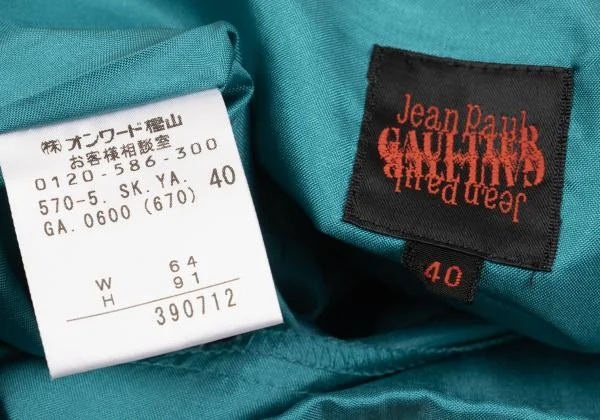 ㈱ オンワード樫山
お客様相談室
0120-586-300
570-5. SK. YA. 40
GA. 0600 (670)
W 64
H 91
390712
Jean Paul
GAULTIER
GAULTIER
Jean Paul
40